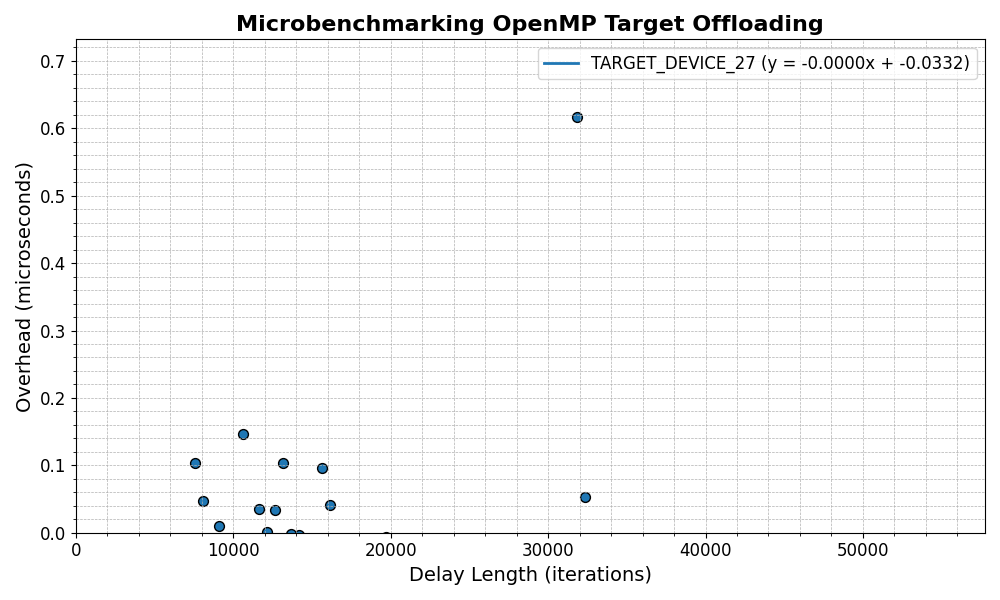 Microbenchmarking OpenMP Target Offloading
TARGET_DEVICE_27 (y = -0.0000x + -0.0332)
Overhead (microseconds)
0.7
0.6
0.5
0.4
0.3
0.2
0.1
0.0
0 10000 20000 30000 40000 50000
Delay Length (iterations)